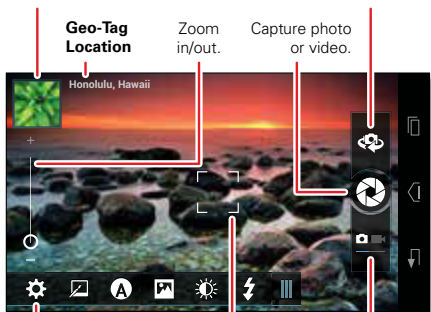 Geo-Tag
Location
Zoom
in/out.
Capture photo
or video.
Honolulu, Hawaii
+
A